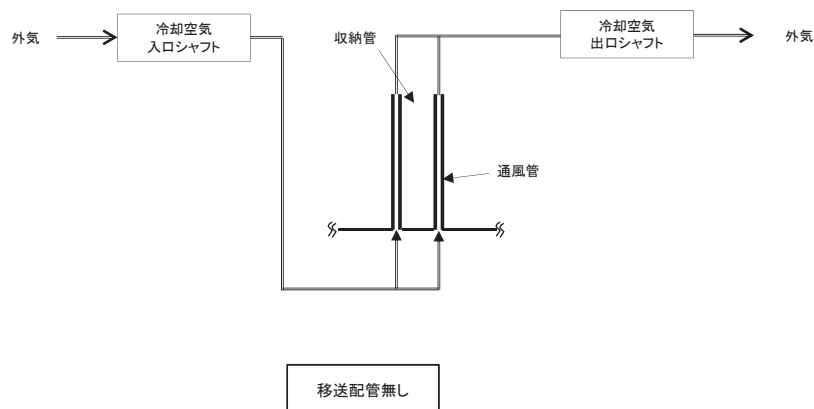 外気
冷却空気
入口シャフト
収納管
冷却空気
出口シャフト
外気
通風管
移送配管無し